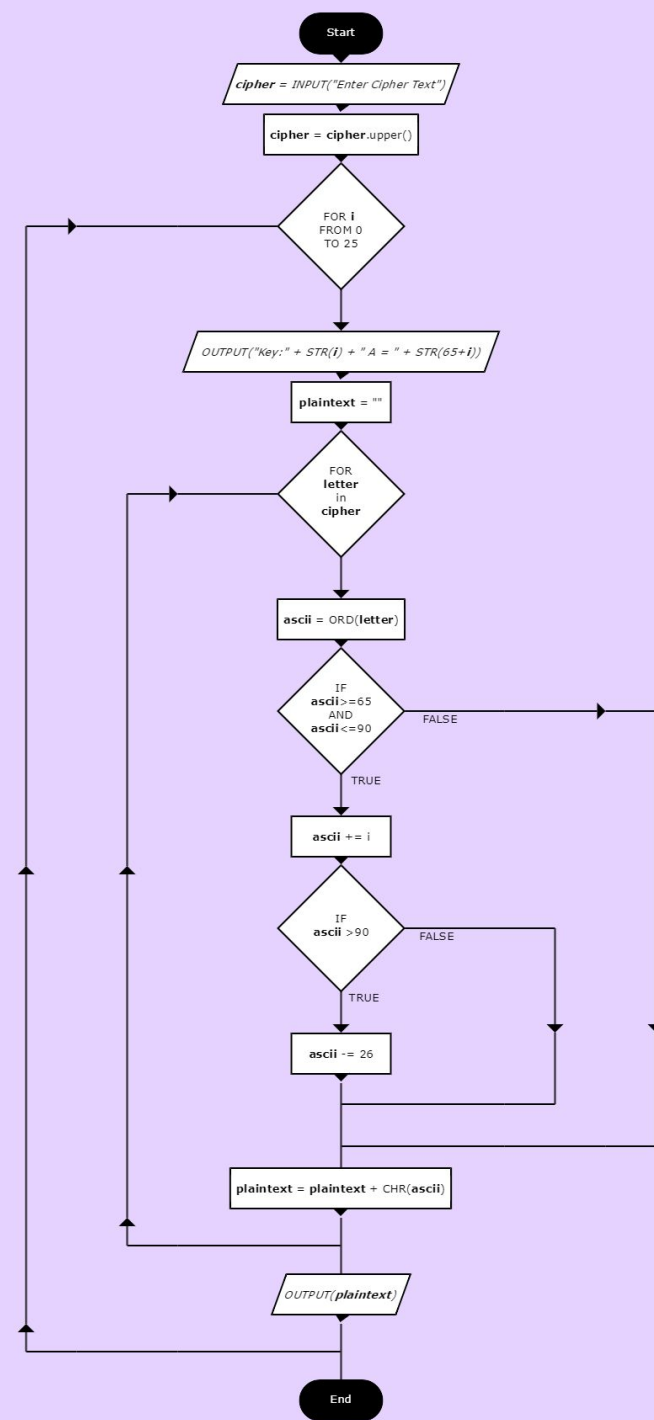 Start
cipher = INPUT("Enter Cipher Text")
cipher = cipher.upper()
FOR i
FROM 0
TO 25
OUTPUT("Key:" + STR(i) + " A = " + STR(65+i))
plaintext = ""
FOR
letter
in
cipher
ascii = ORD(letter)
IF
ascii>=65
AND
ascii<=90
FALSE
TRUE
ascii += i
IF
ascii >90
FALSE
TRUE
ascii -= 26
plaintext = plaintext + CHR(ascii)
OUTPUT(plaintext)
End